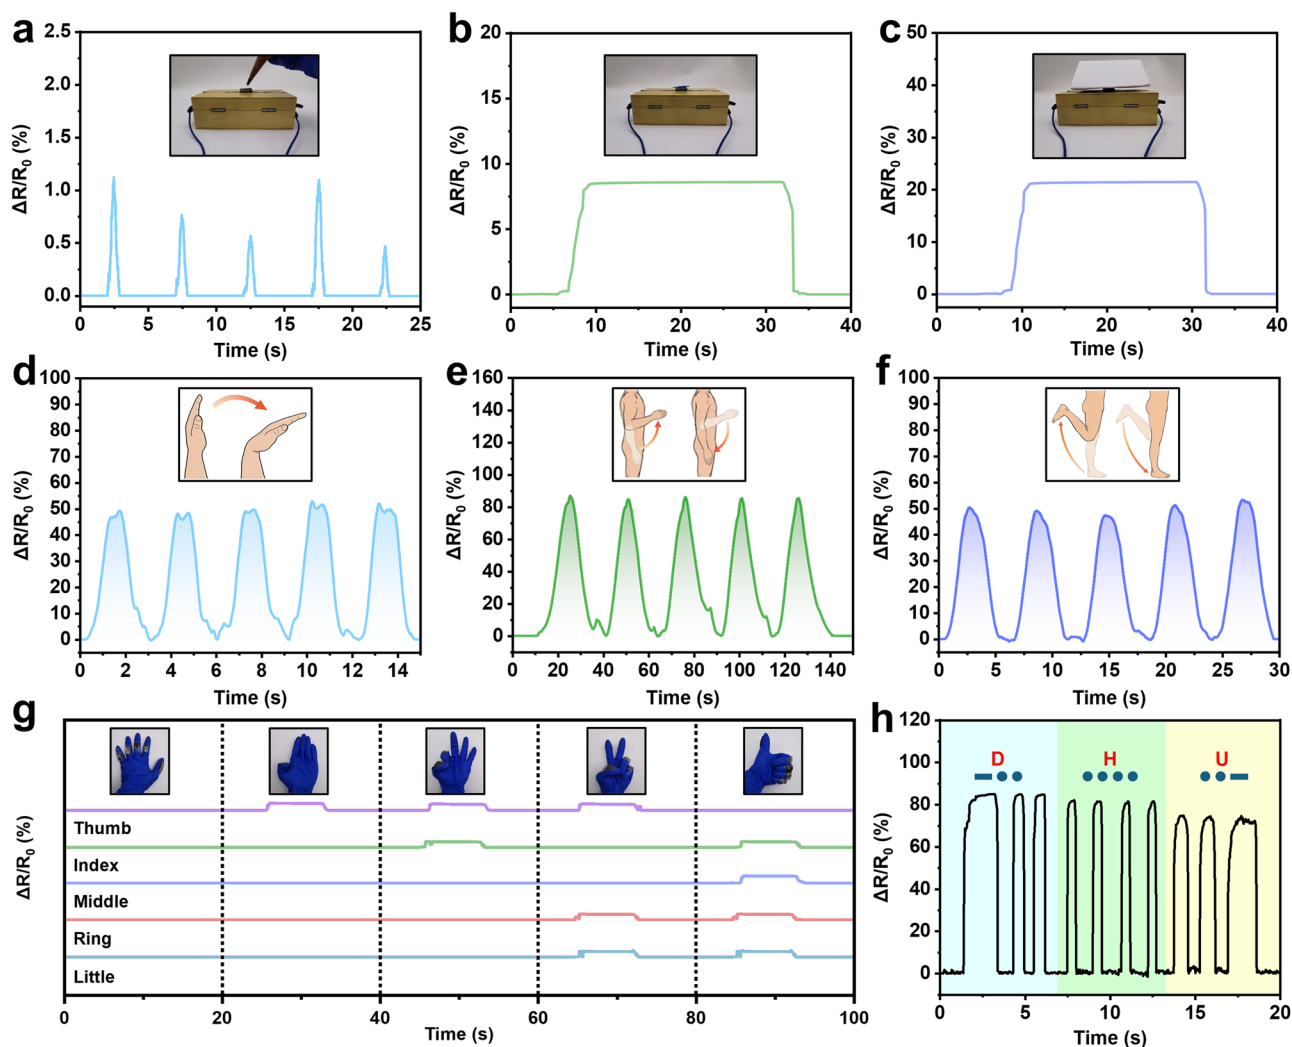 a
2.5
2.0
1.5
1.0
0.5
0.0
ΔR/R0 (%)
0 5 10 15 20 25
Time (s)
b
20
15
10
5
0
ΔR/R0 (%)
0 10 20 30 40
Time (s)
c
50
40
30
20
10
0
ΔR/R0 (%)
0 10 20 30 40
Time (s)
d
100
90
80
70
60
50
40
30
20
10
0
ΔR/R0 (%)
0 2 4 6 8 10 12 14
Time (s)
e
160
140
120
100
80
60
40
20
0
ΔR/R0 (%)
0 20 40 60 80 100 120 140
Time (s)
f
100
90
80
70
60
50
40
30
20
10
0
ΔR/R0 (%)
0 5 10 15 20 25 30
Time (s)
g
ΔR/R0 (%)
Thumb
Index
Middle
Ring
Little
0 20 40 60 80 100
Time (s)
h
120
100
80
60
40
20
0
ΔR/R0 (%)
D H U
0 5 10 15 20
Time (s)